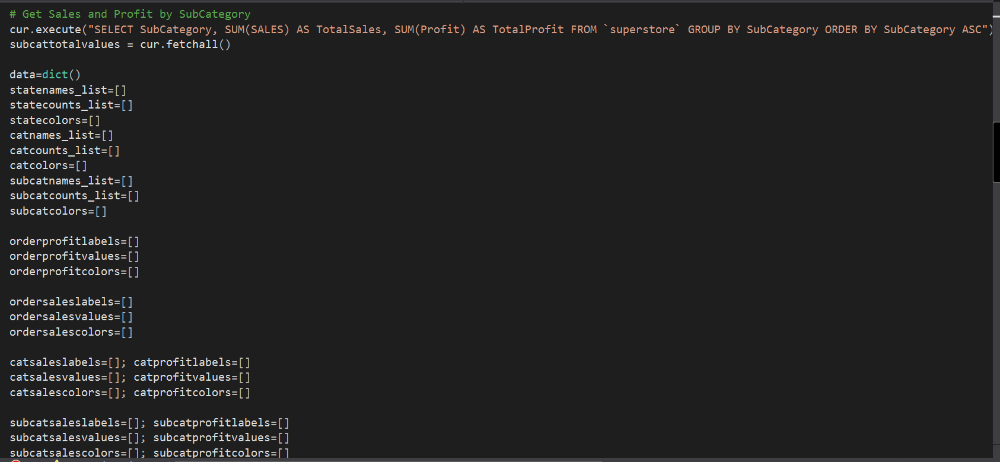 # Get Sales and Profit by SubCategory
cur.execute("SELECT SubCategory, SUM(SALES) AS TotalSales, SUM(Profit) AS TotalProfit FROM `superstore` GROUP BY SubCategory ORDER BY SubCategory ASC")
subcattotalvalues = cur.fetchall()
data=dict()
statenames_list=[]
statecounts_list=[]
statecolors=[]
catnames_list=[]
catcounts_list=[]
catcolors=[]
subcatnames_list=[]
subcatcounts_list=[]
subcatcolors=[]
orderprofitlabels=[]
orderprofitvalues=[]
orderprofitcolors=[]
ordersaleslabels=[]
ordersalesvalues=[]
ordersalescolors=[]
catsaleslabels=[]; catprofitlabels=[]
catsalesvalues=[]; catprofitvalues=[]
catsalescolors=[]; catprofitcolors=[]
subcatsaleslabels=[]; subcatprofitlabels=[]
subcatsalesvalues=[]; subcatprofitvalues=[]
subcatsalescolors=[]; subcatprofitcolors=[]